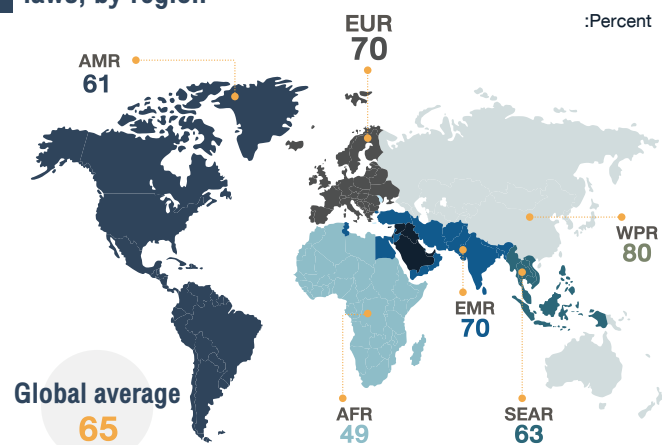 laws, by region
:Percent
EUR
70
AMR
61
WPR
80
EMR
70
Global average
65
AFR
49
SEAR
63